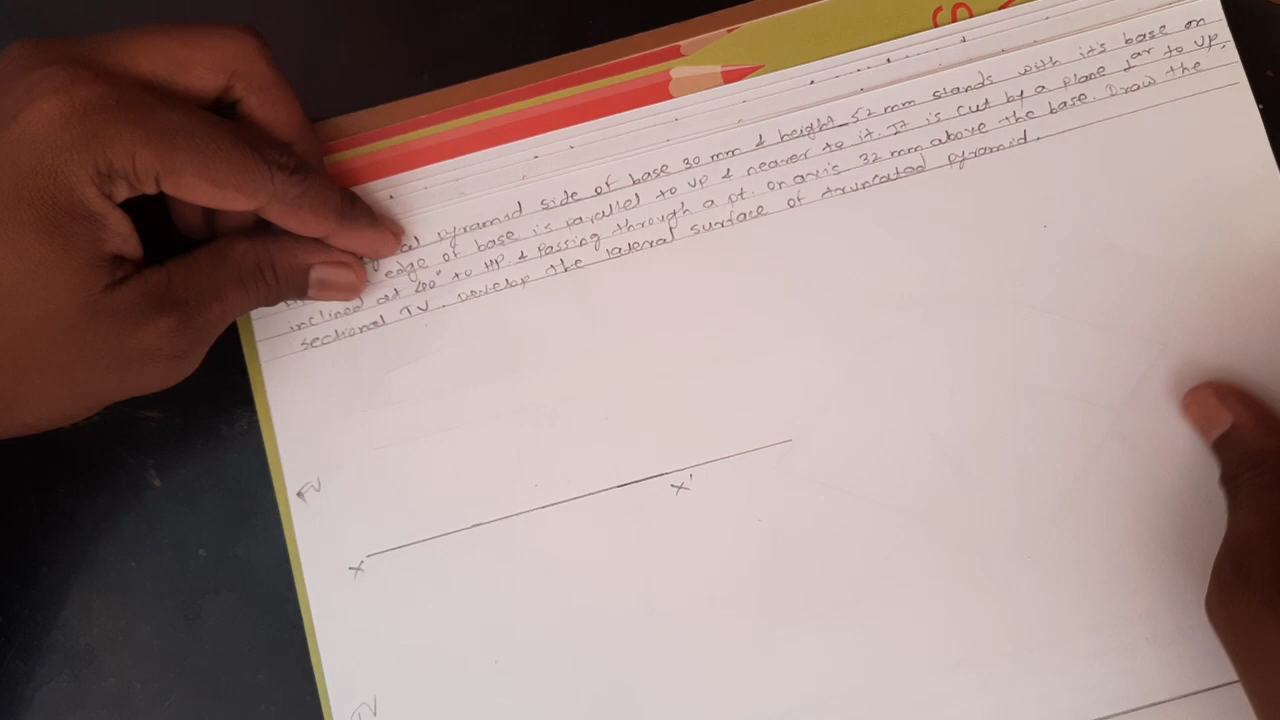 al pyramid side of base 30 mm & height 52 mm stands with it's base on
edge of base is parallel to VP & nearer to it. It is cut by a plane ⊥ar to VP,
inclined at 40° to HP. & Passing through a pt. on axis 32 mm above the base. Draw the
sectional TV. Develop the lateral surface of truncated pyramid.
FV
X X'
TV